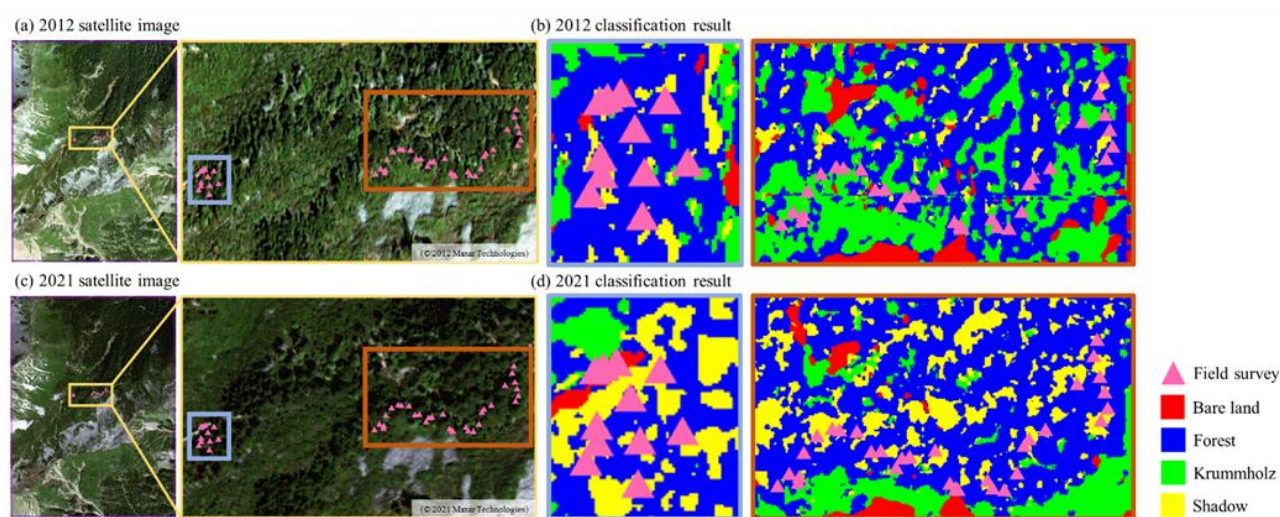 (a) 2012 satellite image
(b) 2012 classification result
(© 2012 Maxar Technologies)
(c) 2021 satellite image
(d) 2021 classification result
(© 2021 Maxar Technologies)
Field survey
Bare land
Forest
Krummholz
Shadow